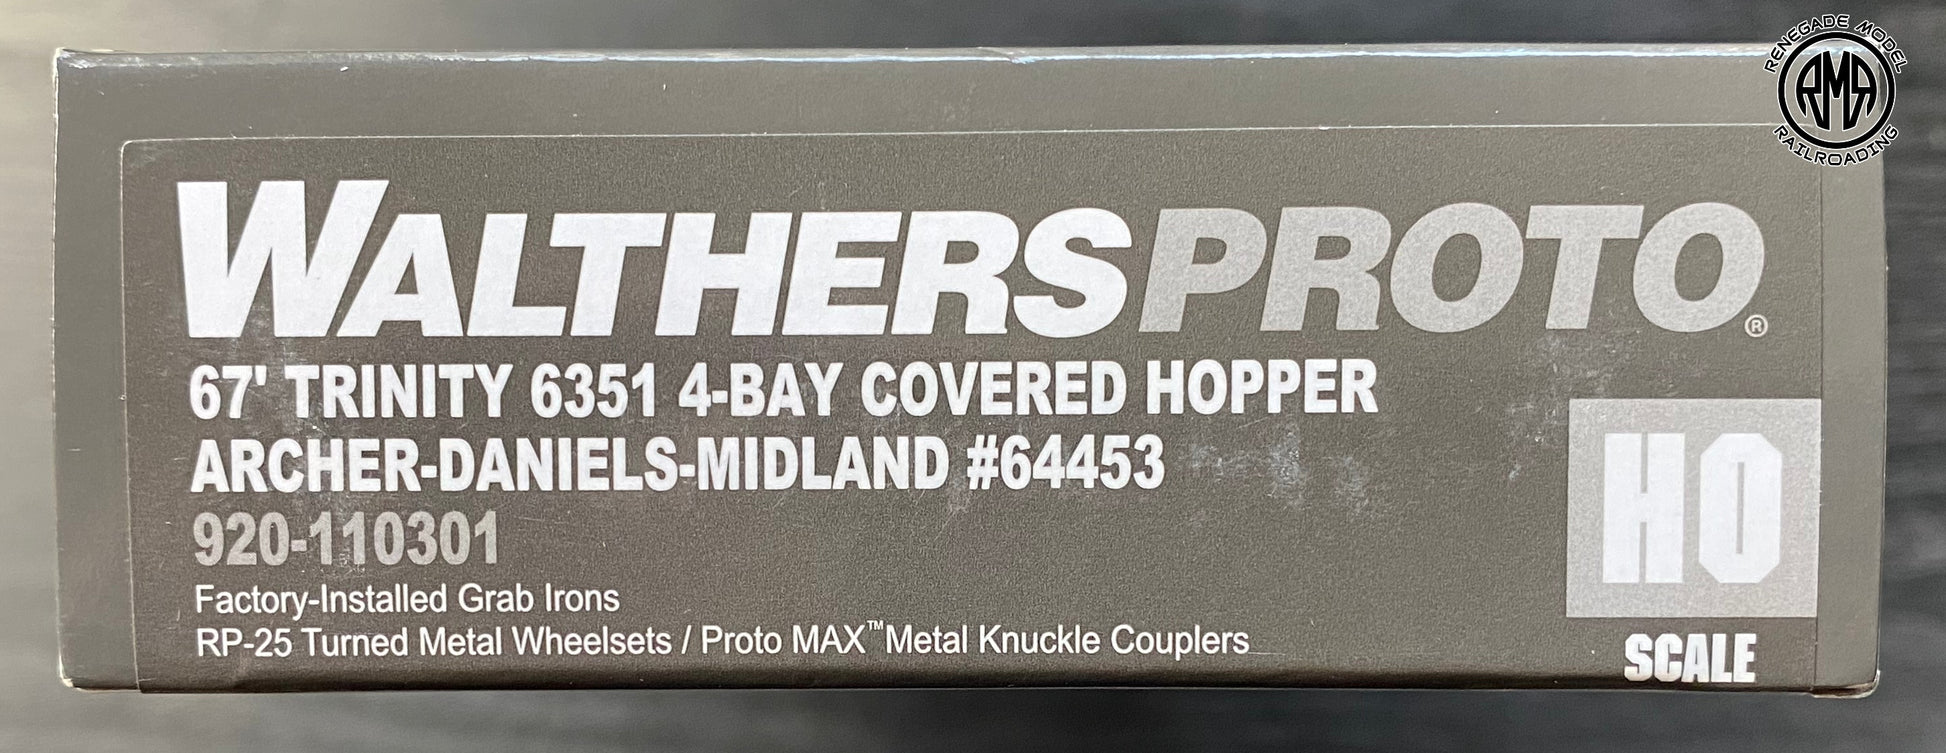 RENEGADE MODEL
RMR
RAILROADING
WALTHERSPROTO®
67' TRINITY 6351 4-BAY COVERED HOPPER
ARCHER-DANIELS-MIDLAND #64453
920-110301
Factory-Installed Grab Irons
RP-25 Turned Metal Wheelsets / Proto MAX™ Metal Knuckle Couplers
HO
SCALE